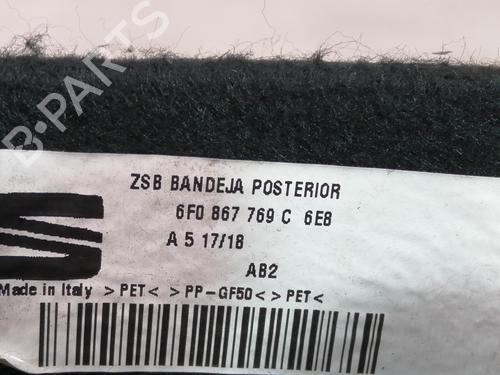 B-PARTS
ZSB BANDEJA POSTERIOR
6F0 867 769 C 6E8
A 5 17/18
AB2
Made in Italy >PET< >PP-GF50<>PET<